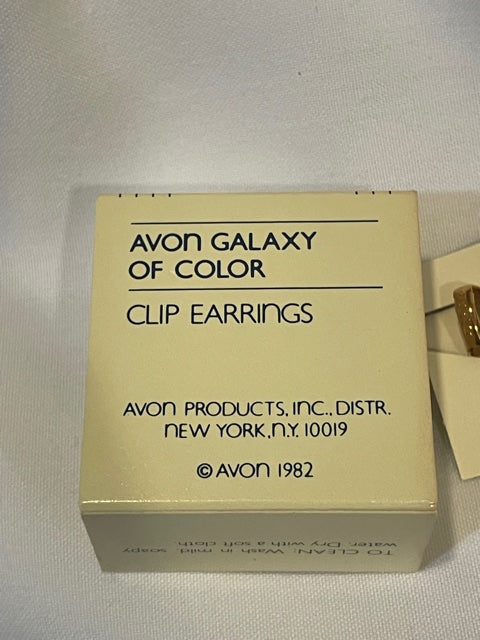 AVON GALAXY
OF COLOR
CLIP EARRINGS
AVON PRODUCTS, INC., DISTR.
NEW YORK, N.Y. 10019
© AVON 1982
TO CLEAN: Wash in mild, soapy
water. Dry with a soft cloth.